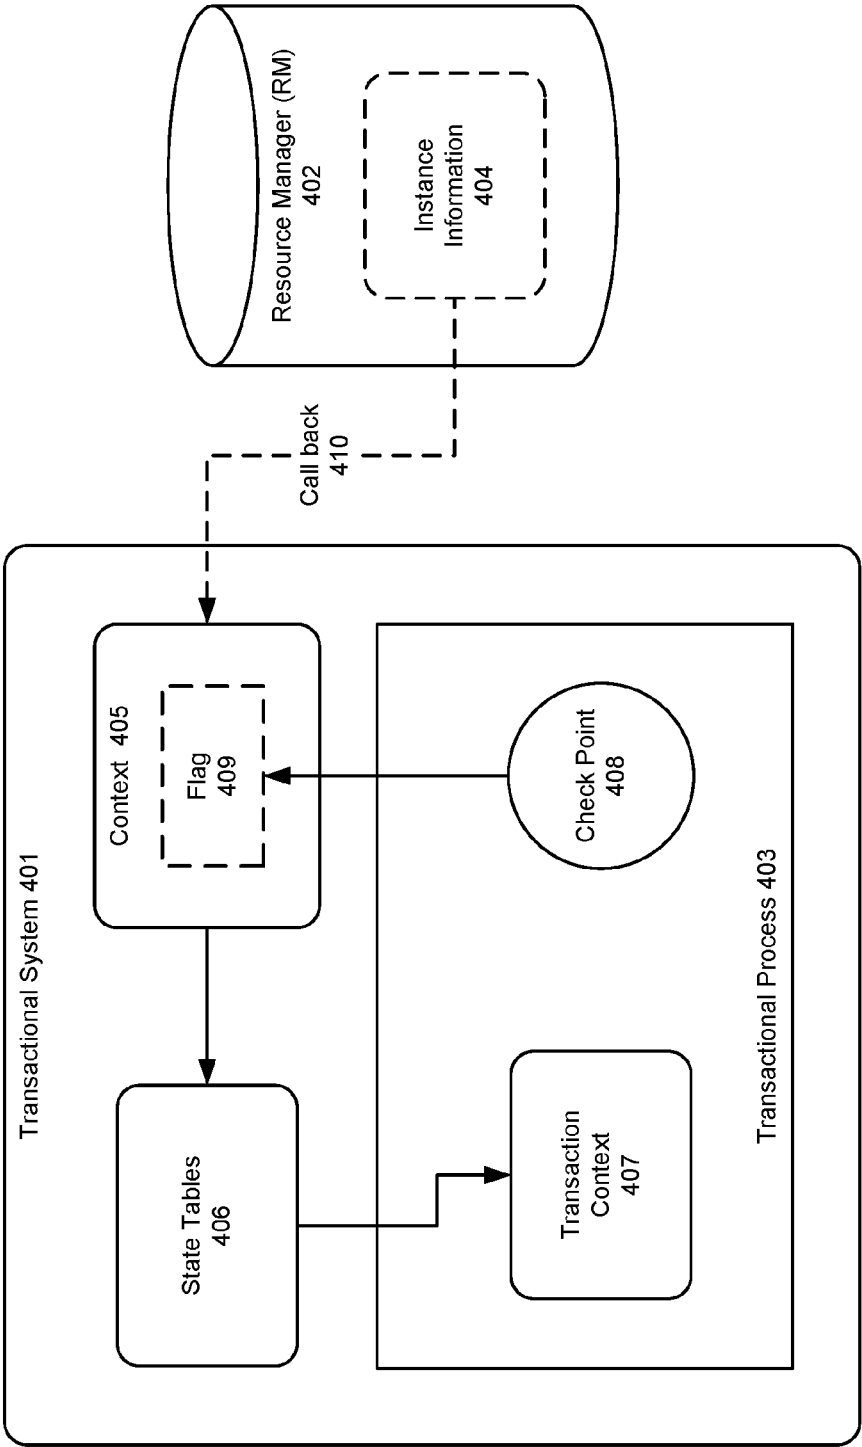 Transactional System 401
State Tables
406
Context 405
Flag
409
Call back
410
Resource Manager (RM)
402
Instance
Information
404
Transaction
Context
407
Check Point
408
Transactional Process 403